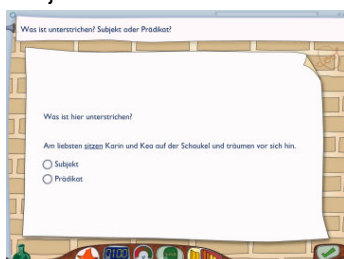 Was ist unterstrichen? Subjekt oder Prädikat?
Was ist hier unterstrichen?
Am liebsten sitzen Karin und Kea auf der Schaukel und träumen vor sich hin.
Subjekt
Prädikat